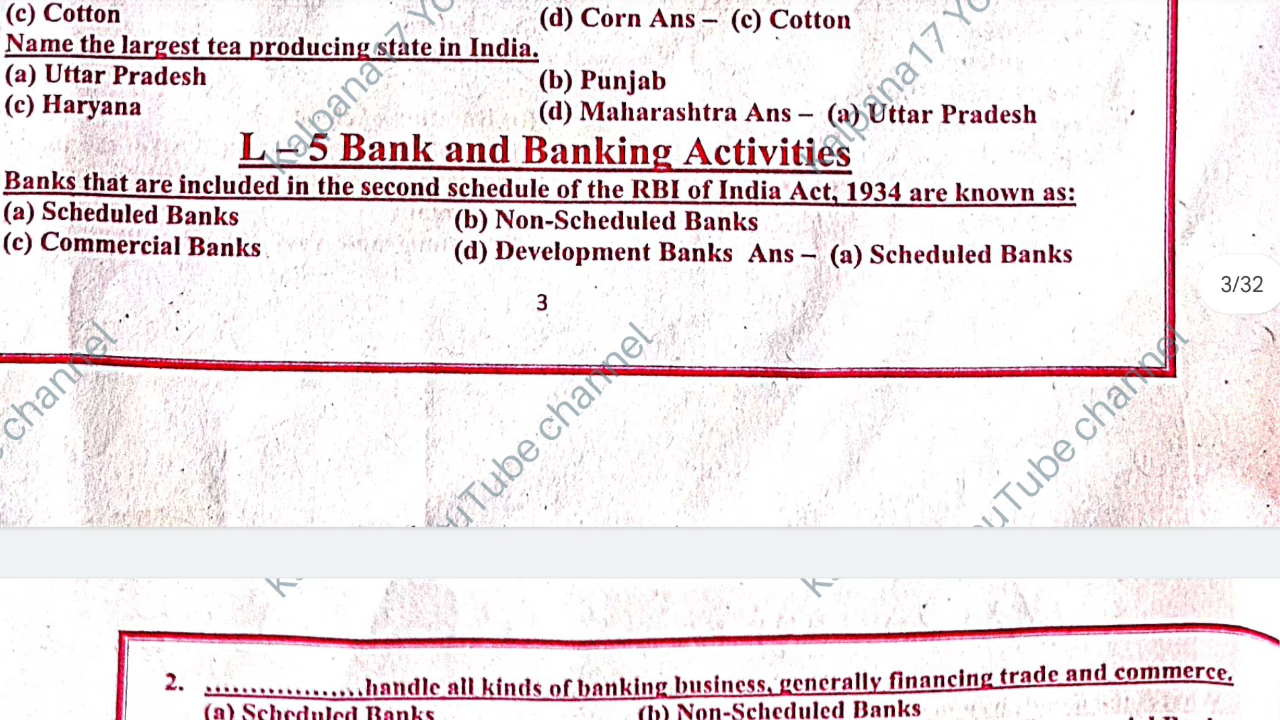 (c) Cotton (d) Corn Ans – (c) Cotton
Name the largest tea producing state in India.
(a) Uttar Pradesh (b) Punjab
(c) Haryana (d) Maharashtra Ans – (a) Uttar Pradesh
L – 5 Bank and Banking Activities
Banks that are included in the second schedule of the RBI of India Act, 1934 are known as:
(a) Scheduled Banks (b) Non-Scheduled Banks
(c) Commercial Banks (d) Development Banks Ans – (a) Scheduled Banks
3
3/32
kalpana17
kalpana17
channel
uTube channel
uTube channel
2. ..................handle all kinds of banking business, generally financing trade and commerce.
(a) Scheduled Banks (b) Non-Scheduled Banks